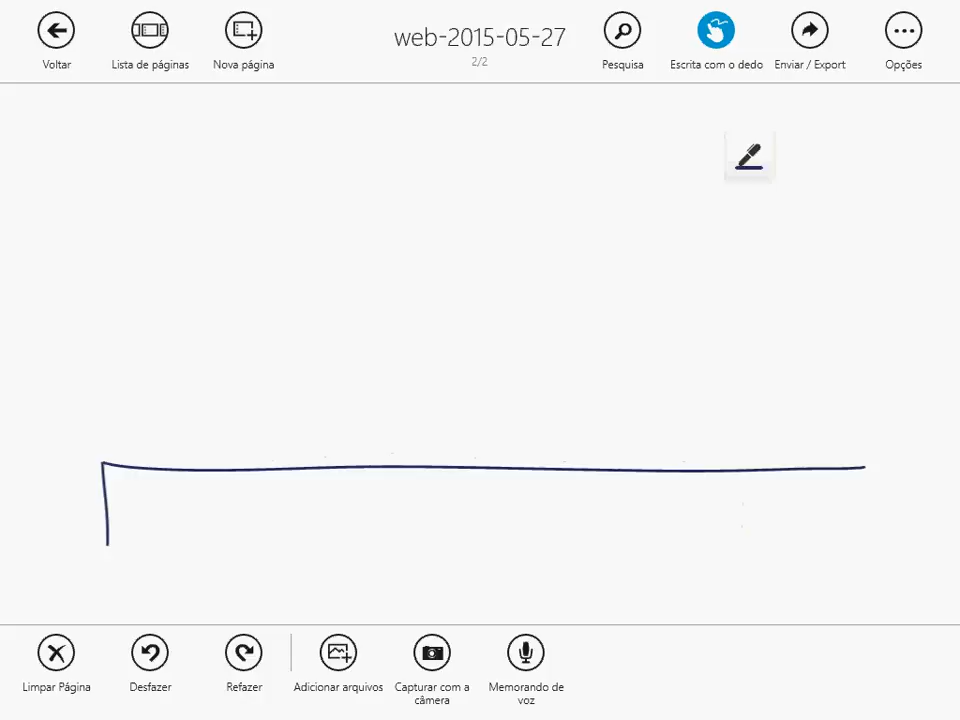 Voltar
Lista de páginas
Nova página
web-2015-05-27
2/2
Pesquisa
Escrita com o dedo
Enviar / Export
Opções
Limpar Página
Desfazer
Refazer
Adicionar arquivos
Capturar com a
câmera
Memorando de
voz